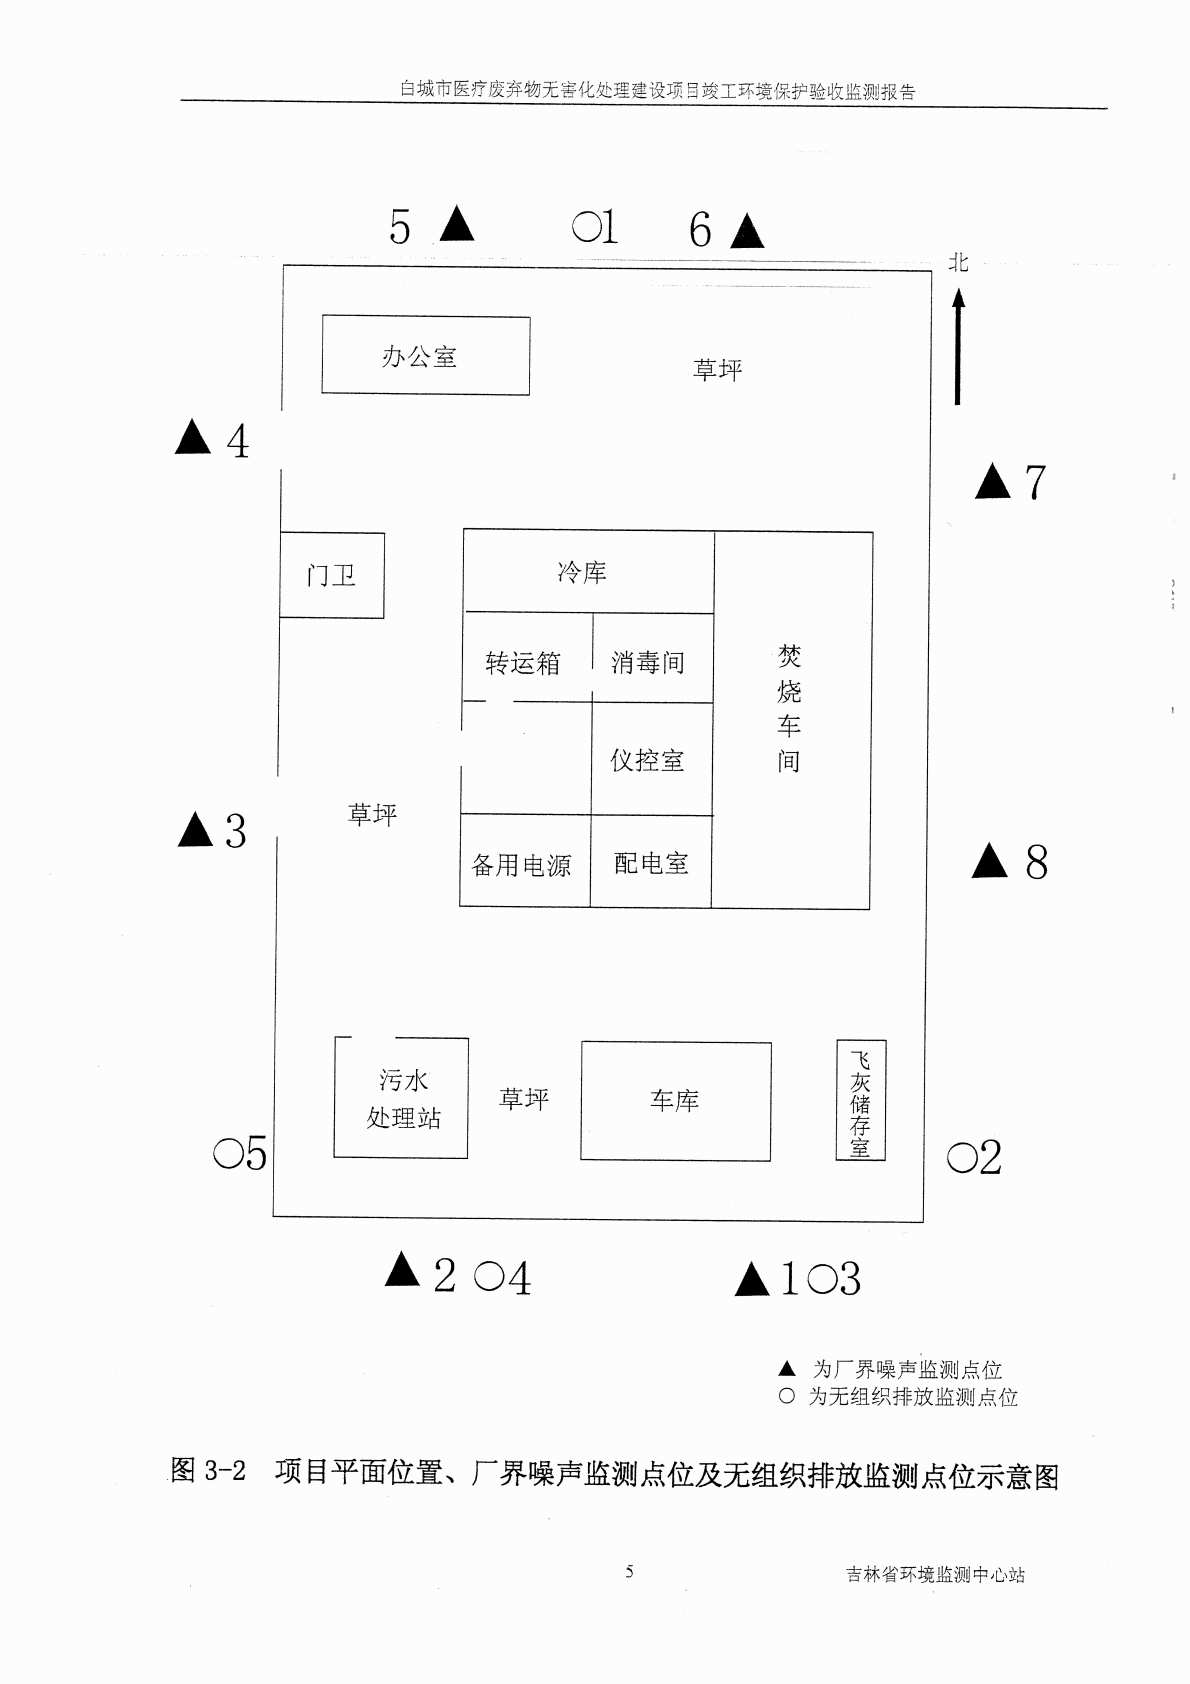 白城市医疗废弃物无害化处理建设项目竣工环境保护验收监测报告
5 ▲ ○1 6 ▲
北
办公室
草坪
▲ 4
▲ 7
门卫
冷库
转运箱
消毒间
焚烧车间
仪控室
草坪
▲ 3
▲ 8
备用电源
配电室
污水
处理站
草坪
车库
飞灰储存室
○5
○2
▲ 2 ○4 ▲ 1 ○3
▲ 为厂界噪声监测点位
○ 为无组织排放监测点位
图 3-2 项目平面位置、厂界噪声监测点位及无组织排放监测点位示意图
5
吉林省环境监测中心站